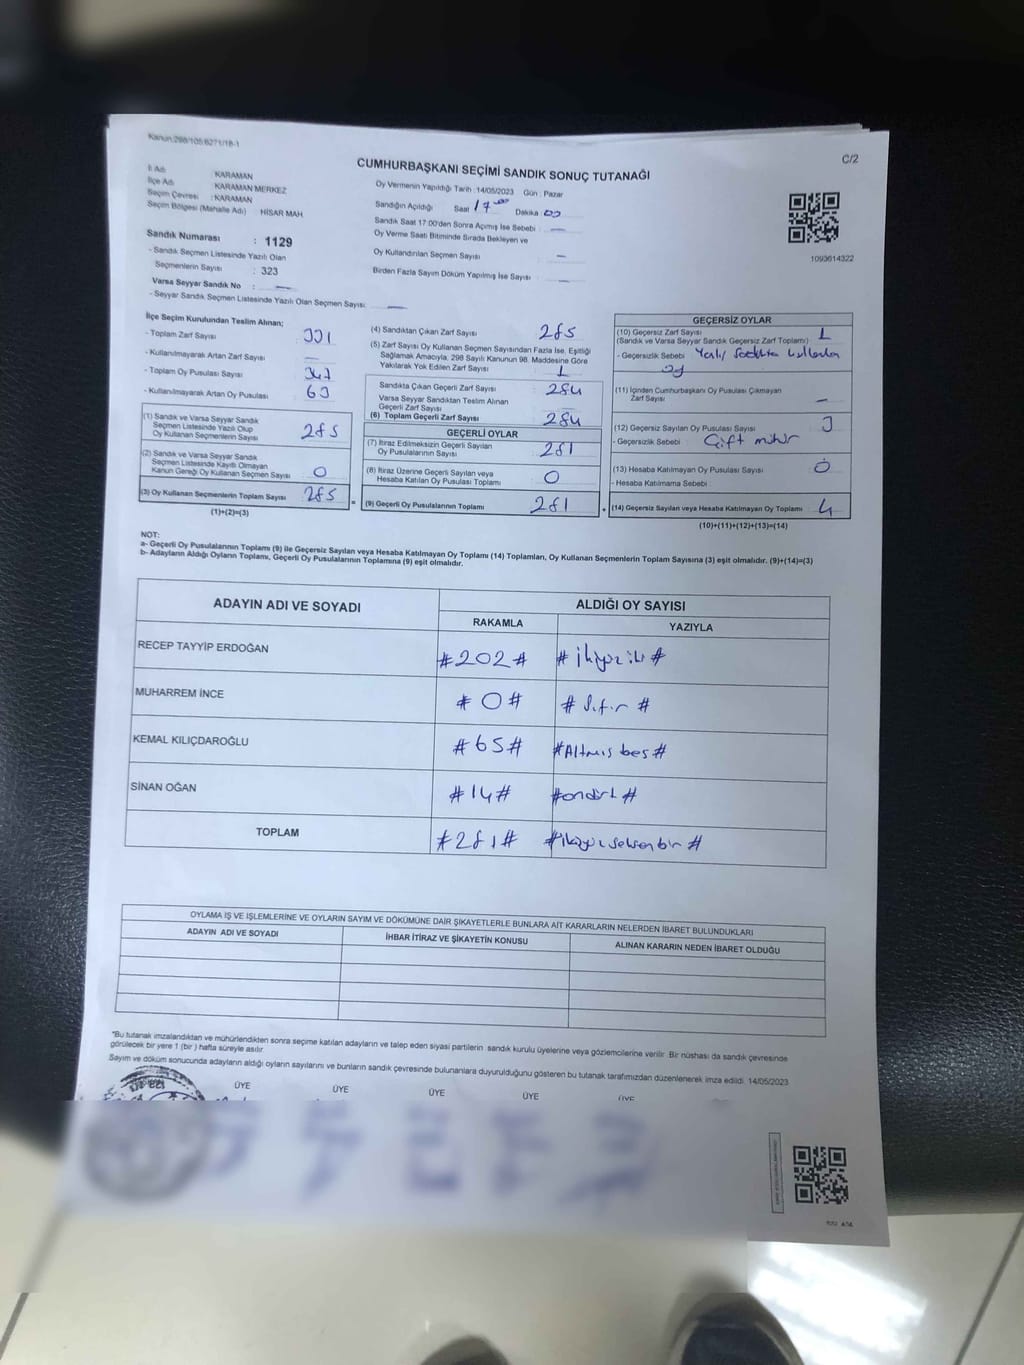 Kanun:298/105/6271/18-1
C/2
CUMHURBAŞKANI SEÇİMİ SANDIK SONUÇ TUTANAĞI
İl Adı : KARAMAN
İlçe Adı : KARAMAN MERKEZ
Seçim Çevresi : KARAMAN
Seçim Bölgesi (Mahalle Adı) HİSAR MAH
Oy Vermenin Yapıldığı Tarih : 14/05/2023 Gün : Pazar
Sandığın Açıldığı Saat 17 00 Dakika 00
Sandık Saat 17.00'den Sonra Açmış İse Sebebi : —
Oy Verme Saati Bitiminde Sırada Bekleyen ve
Oy Kullandırılan Seçmen Sayısı : —
Birden Fazla Sayım Döküm Yapılmış İse Sayısı : —
1093614322
Sandık Numarası : 1129
- Sandık Seçmen Listesinde Yazılı Olan
Seçmenlerin Sayısı : 323
Varsa Seyyar Sandık No : —
- Seyyar Sandık Seçmen Listesinde Yazılı Olan Seçmen Sayısı: —
İlçe Seçim Kurulundan Teslim Alınan;
- Toplam Zarf Sayısı : 331
- Kullanılmayarak Artan Zarf Sayısı : —
- Toplam Oy Pusulası Sayısı : 347
- Kullanılmayarak Artan Oy Pusulası : 63
(1) Sandık ve Varsa Seyyar Sandık
Seçmen Listesinde Yazılı Olup
Oy Kullanan Seçmenlerin Sayısı : 285
(2) Sandık ve Varsa Seyyar Sandık
Seçmen Listesinde Kayıtlı Olmayan
Kanun Gereği Oy Kullanan Seçmen Sayısı : 0
(3) Oy Kullanan Seçmenlerin Toplam Sayısı : 285
(1)+(2)=(3)
(4) Sandıktan Çıkan Zarf Sayısı : 285
(5) Zarf Sayısı Oy Kullanan Seçmen Sayısından Fazla İse, Eşitliği
Sağlamak Amacıyla, 298 Sayılı Kanunun 98. Maddesine Göre
Yakılarak Yok Edilen Zarf Sayısı : 1
Sandıkta Çıkan Geçerli Zarf Sayısı : 284
Varsa Seyyar Sandıktan Teslim Alınan
Geçerli Zarf Sayısı :
(6) Toplam Geçerli Zarf Sayısı : 284
GEÇERLİ OYLAR
(7) İtiraz Edilmeksizin Geçerli Sayılan
Oy Pusulalarının Sayısı : 281
(8) İtiraz Üzerine Geçerli Sayılan veya
Hesaba Katılan Oy Pusulası Toplamı : 0
(9) Geçerli Oy Pusulalarının Toplamı : 281
GEÇERSİZ OYLAR
(10) Geçersiz Zarf Sayısı : 1
(Sandık ve Varsa Seyyar Sandık Geçersiz Zarf Toplamı)
- Geçersizlik Sebebi
oy
(11) İçinden Cumhurbaşkanı Oy Pusulası Çıkmayan
Zarf Sayısı : —
(12) Geçersiz Sayılan Oy Pusulası Sayısı : 3
- Geçersizlik Sebebi : Çift mühür
(13) Hesaba Katılmayan Oy Pusulası Sayısı : 0
- Hesaba Katılmama Sebebi :
(14) Geçersiz Sayılan veya Hesaba Katılmayan Oy Toplamı : 4
(10)+(11)+(12)+(13)=(14)
NOT:
a- Geçerli Oy Pusulalarının Toplamı (9) ile Geçersiz Sayılan veya Hesaba Katılmayan Oy Toplamı (14) Toplamları, Oy Kullanan Seçmenlerin Toplam Sayısına (3) eşit olmalıdır. (9)+(14)=(3)
b- Adayların Aldığı Oyların Toplamı, Geçerli Oy Pusulalarının Toplamına (9) eşit olmalıdır.
ADAYIN ADI VE SOYADI ALDIĞI OY SAYISI
RAKAMLA YAZIYLA
RECEP TAYYİP ERDOĞAN #202# #ikiyüziki#
MUHARREM İNCE #0# #Sıfır#
KEMAL KILIÇDAROĞLU #65# #Altmış beş#
SİNAN OĞAN #14# #ondört#
TOPLAM #281# #ikiyüzseksenbir#
OYLAMA İŞ VE İŞLEMLERİNE VE OYLARIN SAYIM VE DÖKÜMÜNE DAİR ŞİKAYETLERLE BUNLARA AİT KARARLARIN NELERDEN İBARET BULUNDUKLARI
ADAYIN ADI VE SOYADI İHBAR İTİRAZ VE ŞİKAYETİN KONUSU ALINAN KARARIN NEDEN İBARET OLDUĞU
*Bu tutanak imzalandıktan ve mühürlendikten sonra seçime katılan adayların ve talep eden siyasi partilerin sandık kurulu üyelerine veya gözlemcilerine verilir. Bir nüshası da sandık çevresinde
görülecek bir yere 1 (bir) hafta süreyle asılır.
Sayım ve döküm sonucunda adayların aldığı oyların sayılarını ve bunların sandık çevresinde bulunanlara duyurulduğunu gösteren bu tutanak tarafımızdan düzenlenerek imza edildi. 14/05/2023
ÜYE ÜYE ÜYE ÜYE ÜYE